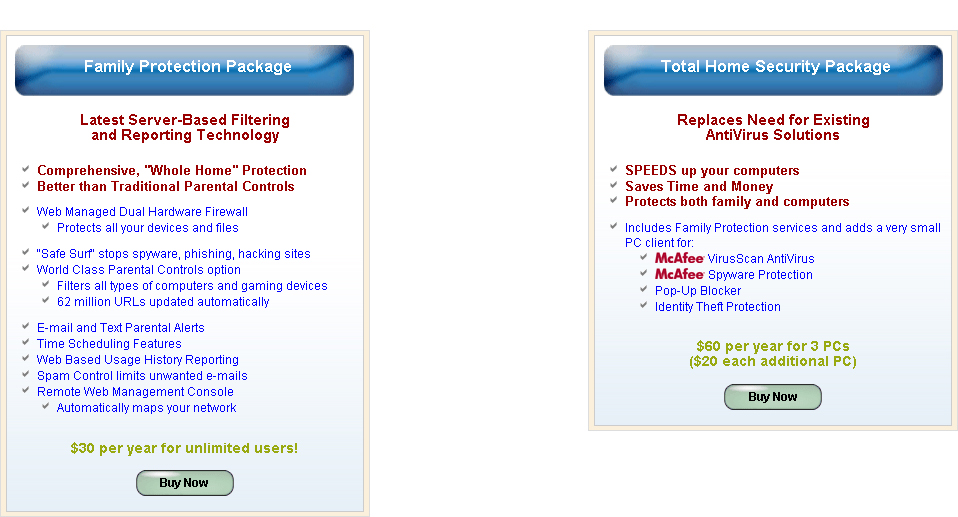 Family Protection Package
Latest Server-Based Filtering
and Reporting Technology
Comprehensive, "Whole Home" Protection
Better than Traditional Parental Controls
Web Managed Dual Hardware Firewall
Protects all your devices and files
"Safe Surf" stops spyware, phishing, hacking sites
World Class Parental Controls option
Filters all types of computers and gaming devices
62 million URLs updated automatically
E-mail and Text Parental Alerts
Time Scheduling Features
Web Based Usage History Reporting
Spam Control limits unwanted e-mails
Remote Web Management Console
Automatically maps your network
$30 per year for unlimited users!
Buy Now
Total Home Security Package
Replaces Need for Existing
AntiVirus Solutions
SPEEDS up your computers
Saves Time and Money
Protects both family and computers
Includes Family Protection services and adds a very small
PC client for:
McAfee VirusScan AntiVirus
McAfee Spyware Protection
Pop-Up Blocker
Identity Theft Protection
$60 per year for 3 PCs
($20 each additional PC)
Buy Now